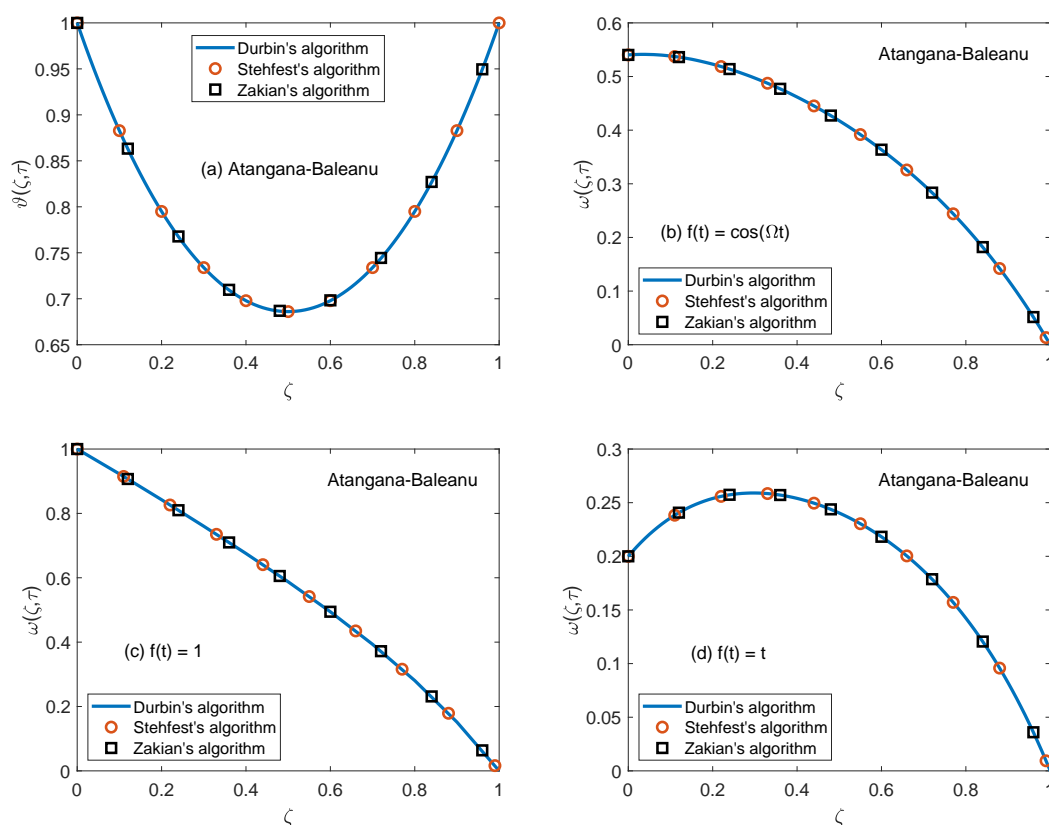 1
0.95
0.9
0.85
0.8
0.75
0.7
0.65
ϑ(ζ,τ)
Durbin's algorithm
Stehfest's algorithm
Zakian's algorithm
(a) Atangana-Baleanu
0 0.2 0.4 0.6 0.8 1
ζ
0.6
0.5
0.4
0.3
0.2
0.1
0
ω(ζ,τ)
Atangana-Baleanu
(b) f(t) = cos(Ωt)
Durbin's algorithm
Stehfest's algorithm
Zakian's algorithm
0 0.2 0.4 0.6 0.8 1
ζ
1
0.8
0.6
0.4
0.2
0
ω(ζ,τ)
Atangana-Baleanu
(c) f(t) = 1
Durbin's algorithm
Stehfest's algorithm
Zakian's algorithm
0 0.2 0.4 0.6 0.8 1
ζ
0.3
0.25
0.2
0.15
0.1
0.05
0
ω(ζ,τ)
Atangana-Baleanu
(d) f(t) = t
Durbin's algorithm
Stehfest's algorithm
Zakian's algorithm
0 0.2 0.4 0.6 0.8 1
ζ